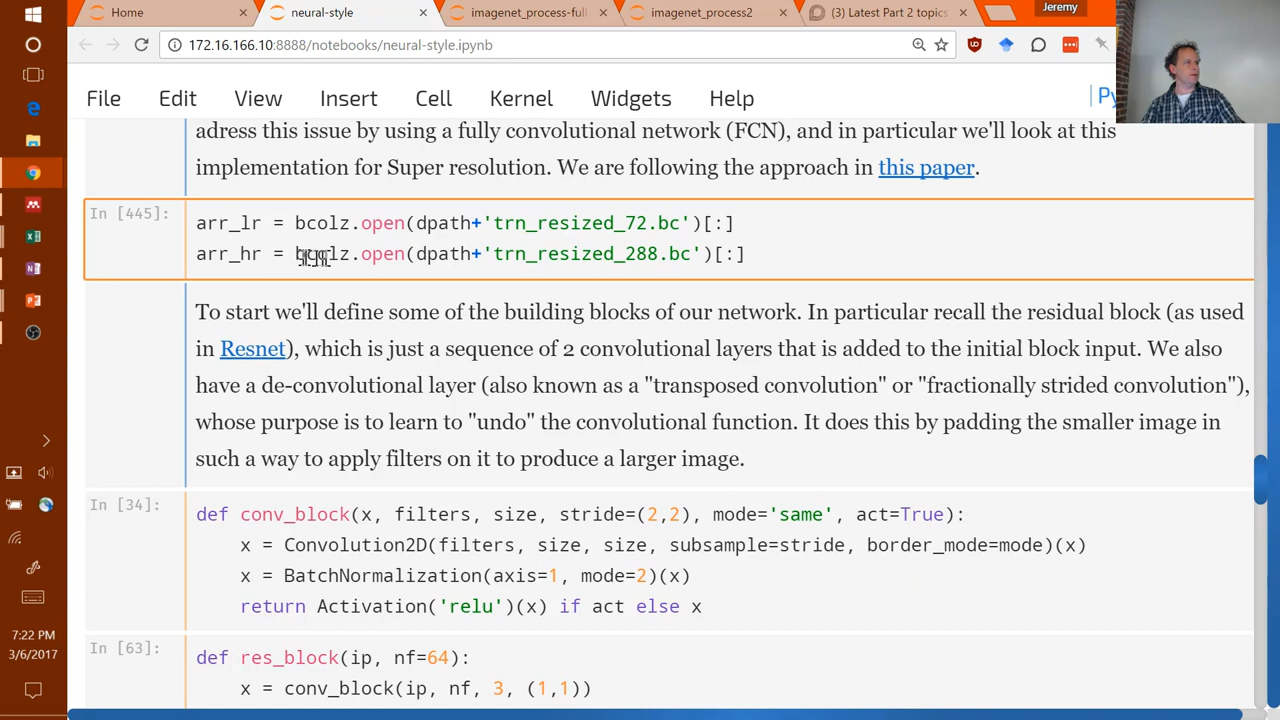 Home
neural-style
imagenet_process-full
imagenet_process2
(3) Latest Part 2 topics
Jeremy
172.16.166.10:8888/notebooks/neural-style.ipynb
File Edit View Insert Cell Kernel Widgets Help
Py
adress this issue by using a fully convolutional network (FCN), and in particular we'll look at this
implementation for Super resolution. We are following the approach in this paper.
In [445]:
arr_lr = bcolz.open(dpath+'trn_resized_72.bc')[:]
arr_hr = bcolz.open(dpath+'trn_resized_288.bc')[:]
To start we'll define some of the building blocks of our network. In particular recall the residual block (as used
in Resnet), which is just a sequence of 2 convolutional layers that is added to the initial block input. We also
have a de-convolutional layer (also known as a "transposed convolution" or "fractionally strided convolution"),
whose purpose is to learn to "undo" the convolutional function. It does this by padding the smaller image in
such a way to apply filters on it to produce a larger image.
In [34]:
def conv_block(x, filters, size, stride=(2,2), mode='same', act=True):
x = Convolution2D(filters, size, size, subsample=stride, border_mode=mode)(x)
x = BatchNormalization(axis=1, mode=2)(x)
return Activation('relu')(x) if act else x
In [63]:
def res_block(ip, nf=64):
x = conv_block(ip, nf, 3, (1,1))
7:22 PM
3/6/2017